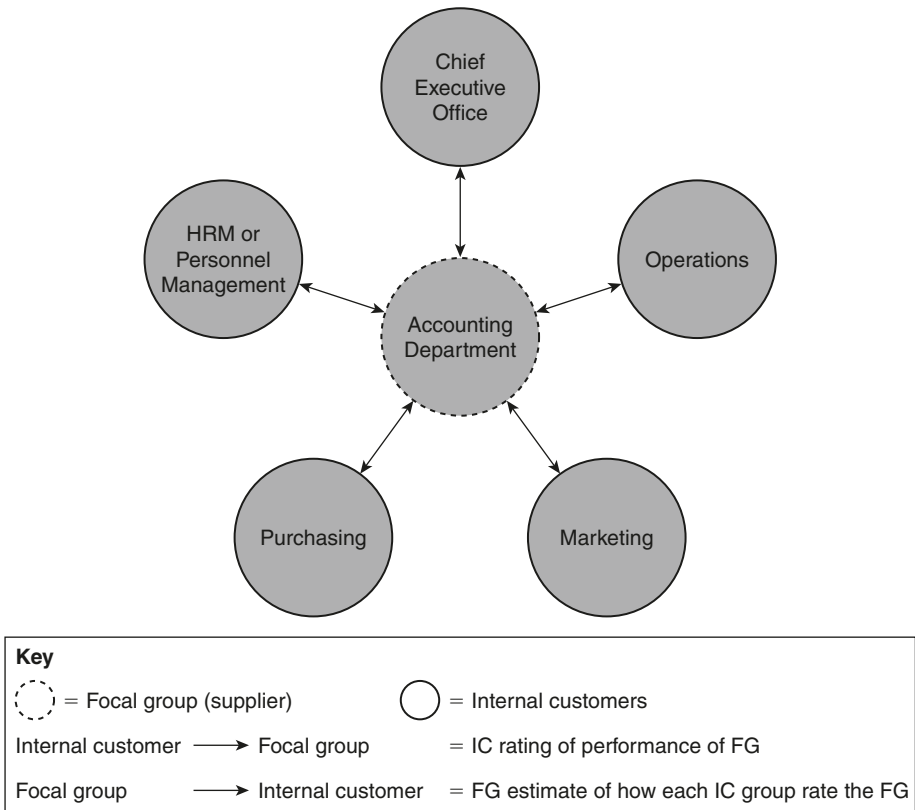 Chief
Executive
Office
HRM or
Personnel
Management
Operations
Accounting
Department
Purchasing
Marketing
Key
= Focal group (supplier)
= Internal customers
Internal customer → Focal group = IC rating of performance of FG
Focal group → Internal customer = FG estimate of how each IC group rate the FG